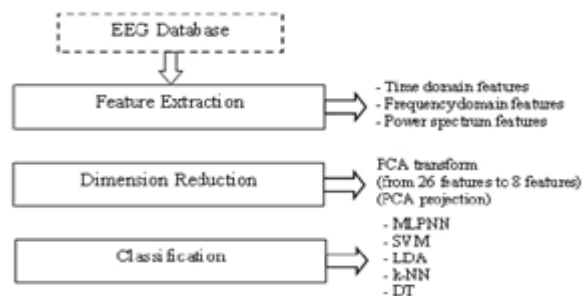 EEG Database
Feature Extraction
- Time domain features
- Frequencydomain features
- Power spectrum features
Dimension Reduction
PCA transform
(from 26 features to 8 features)
(PCA projection)
Classification
- MLPNN
- SVM
- LDA
- k-NN
- DT